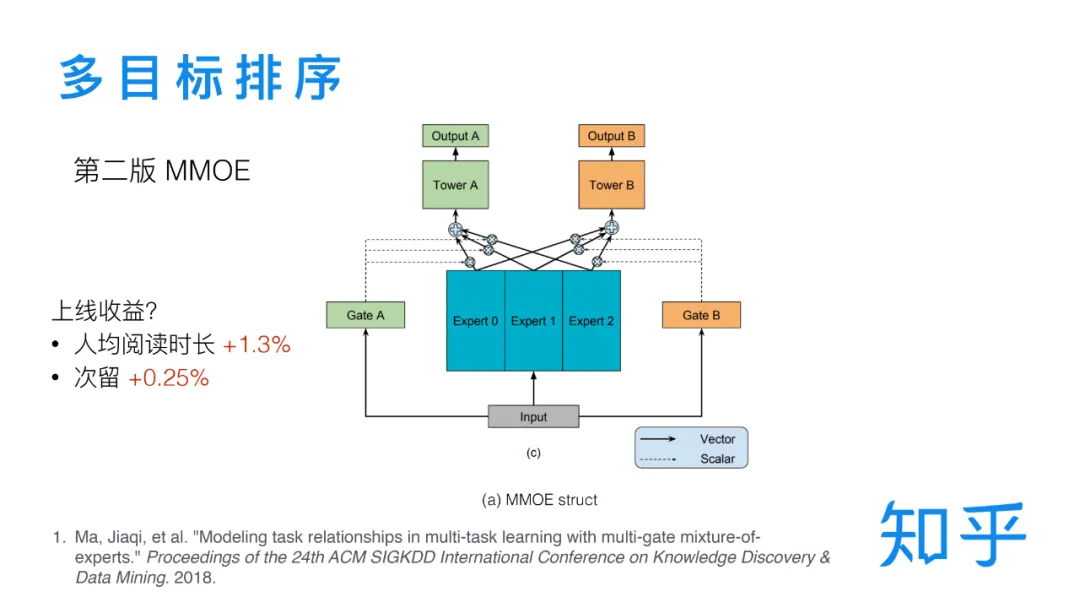 多目标排序
第二版 MMOE
上线收益?
• 人均阅读时长 +1.3%
• 次留 +0.25%
Output A
Output B
Tower A
Tower B
Gate A
Expert 0
Expert 1
Expert 2
Gate B
Input
Vector
Scalar
(c)
(a) MMOE struct
1. Ma, Jiaqi, et al. "Modeling task relationships in multi-task learning with multi-gate mixture-of-
experts." Proceedings of the 24th ACM SIGKDD International Conference on Knowledge Discovery &
Data Mining. 2018.
知乎